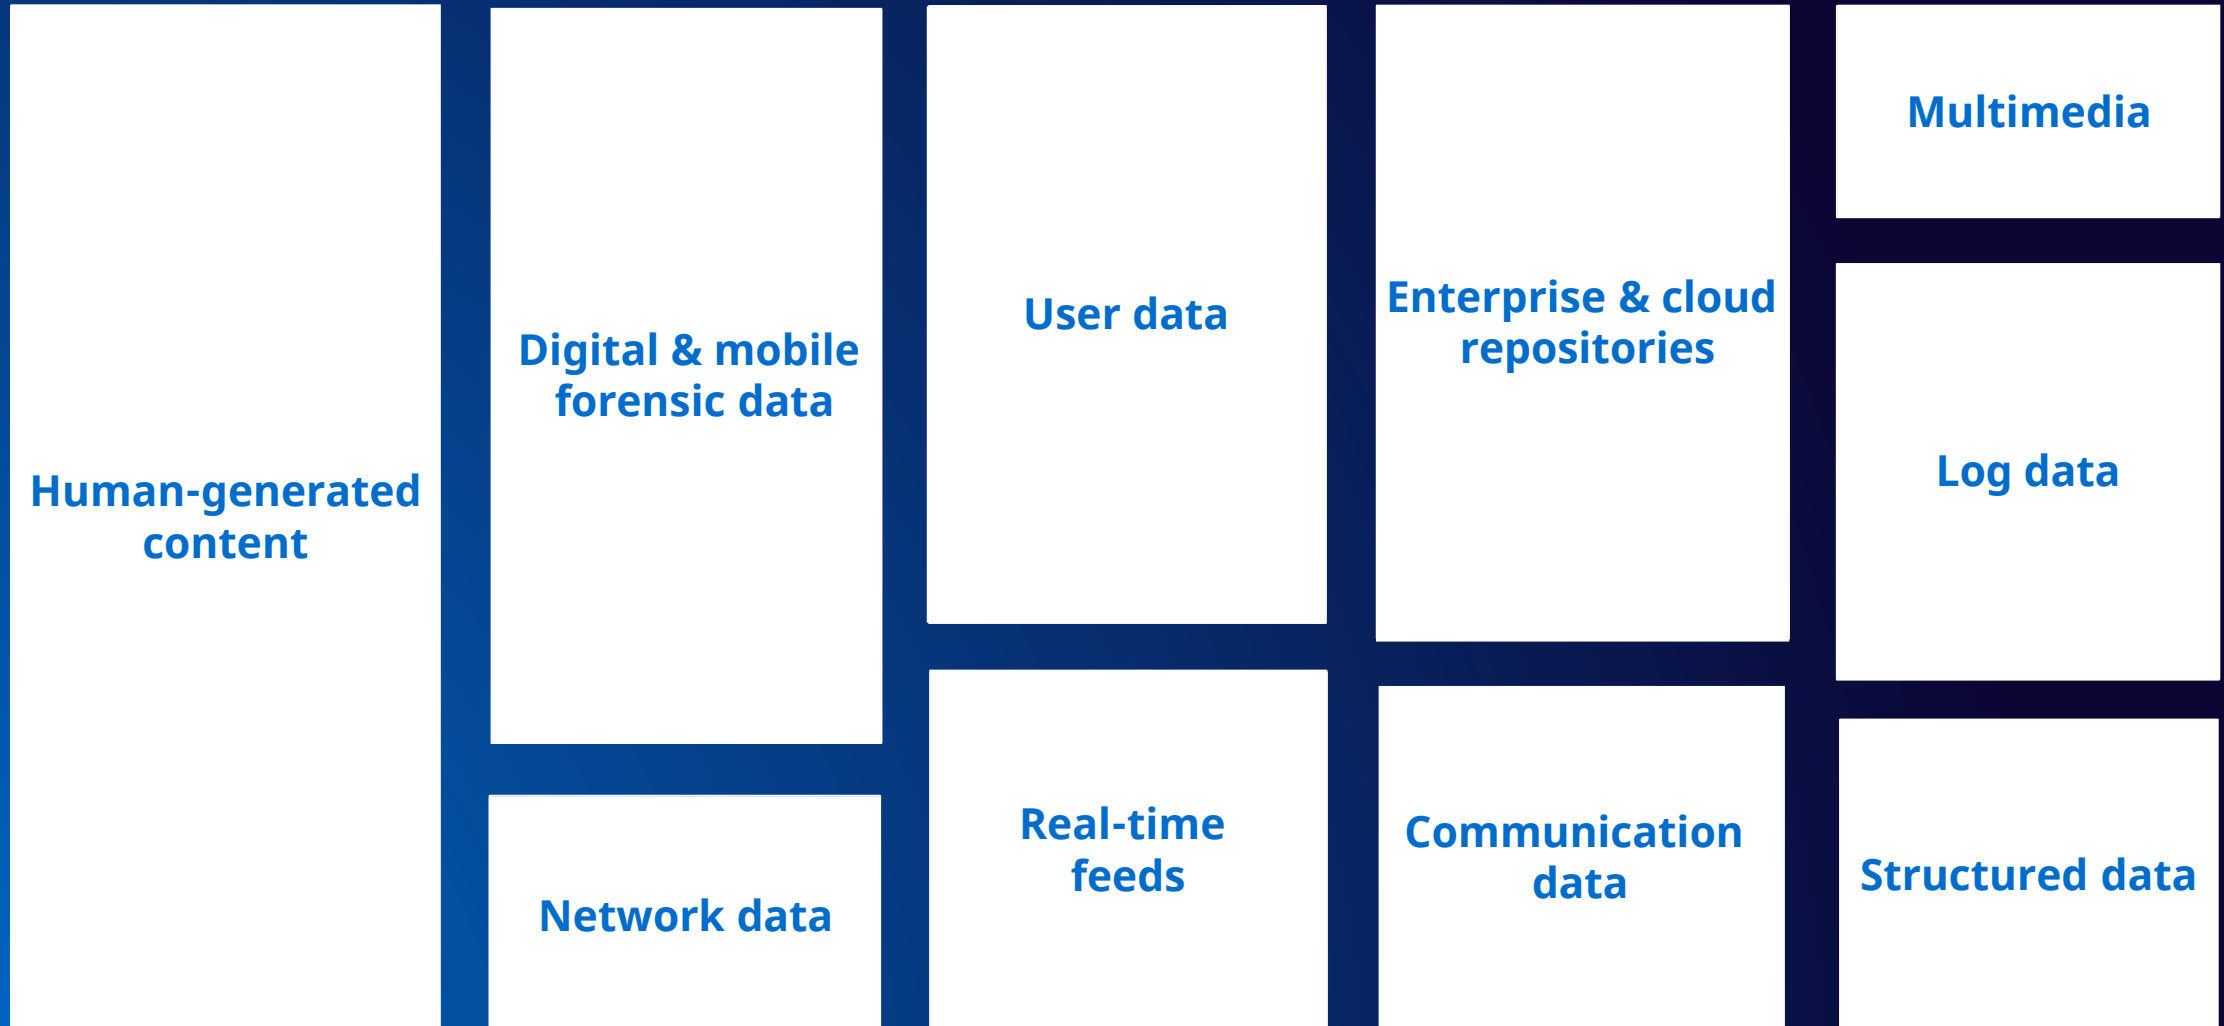 Human-generated
content
Digital & mobile
forensic data
Network data
User data
Real-time
feeds
Enterprise & cloud
repositories
Communication
data
Multimedia
Log data
Structured data